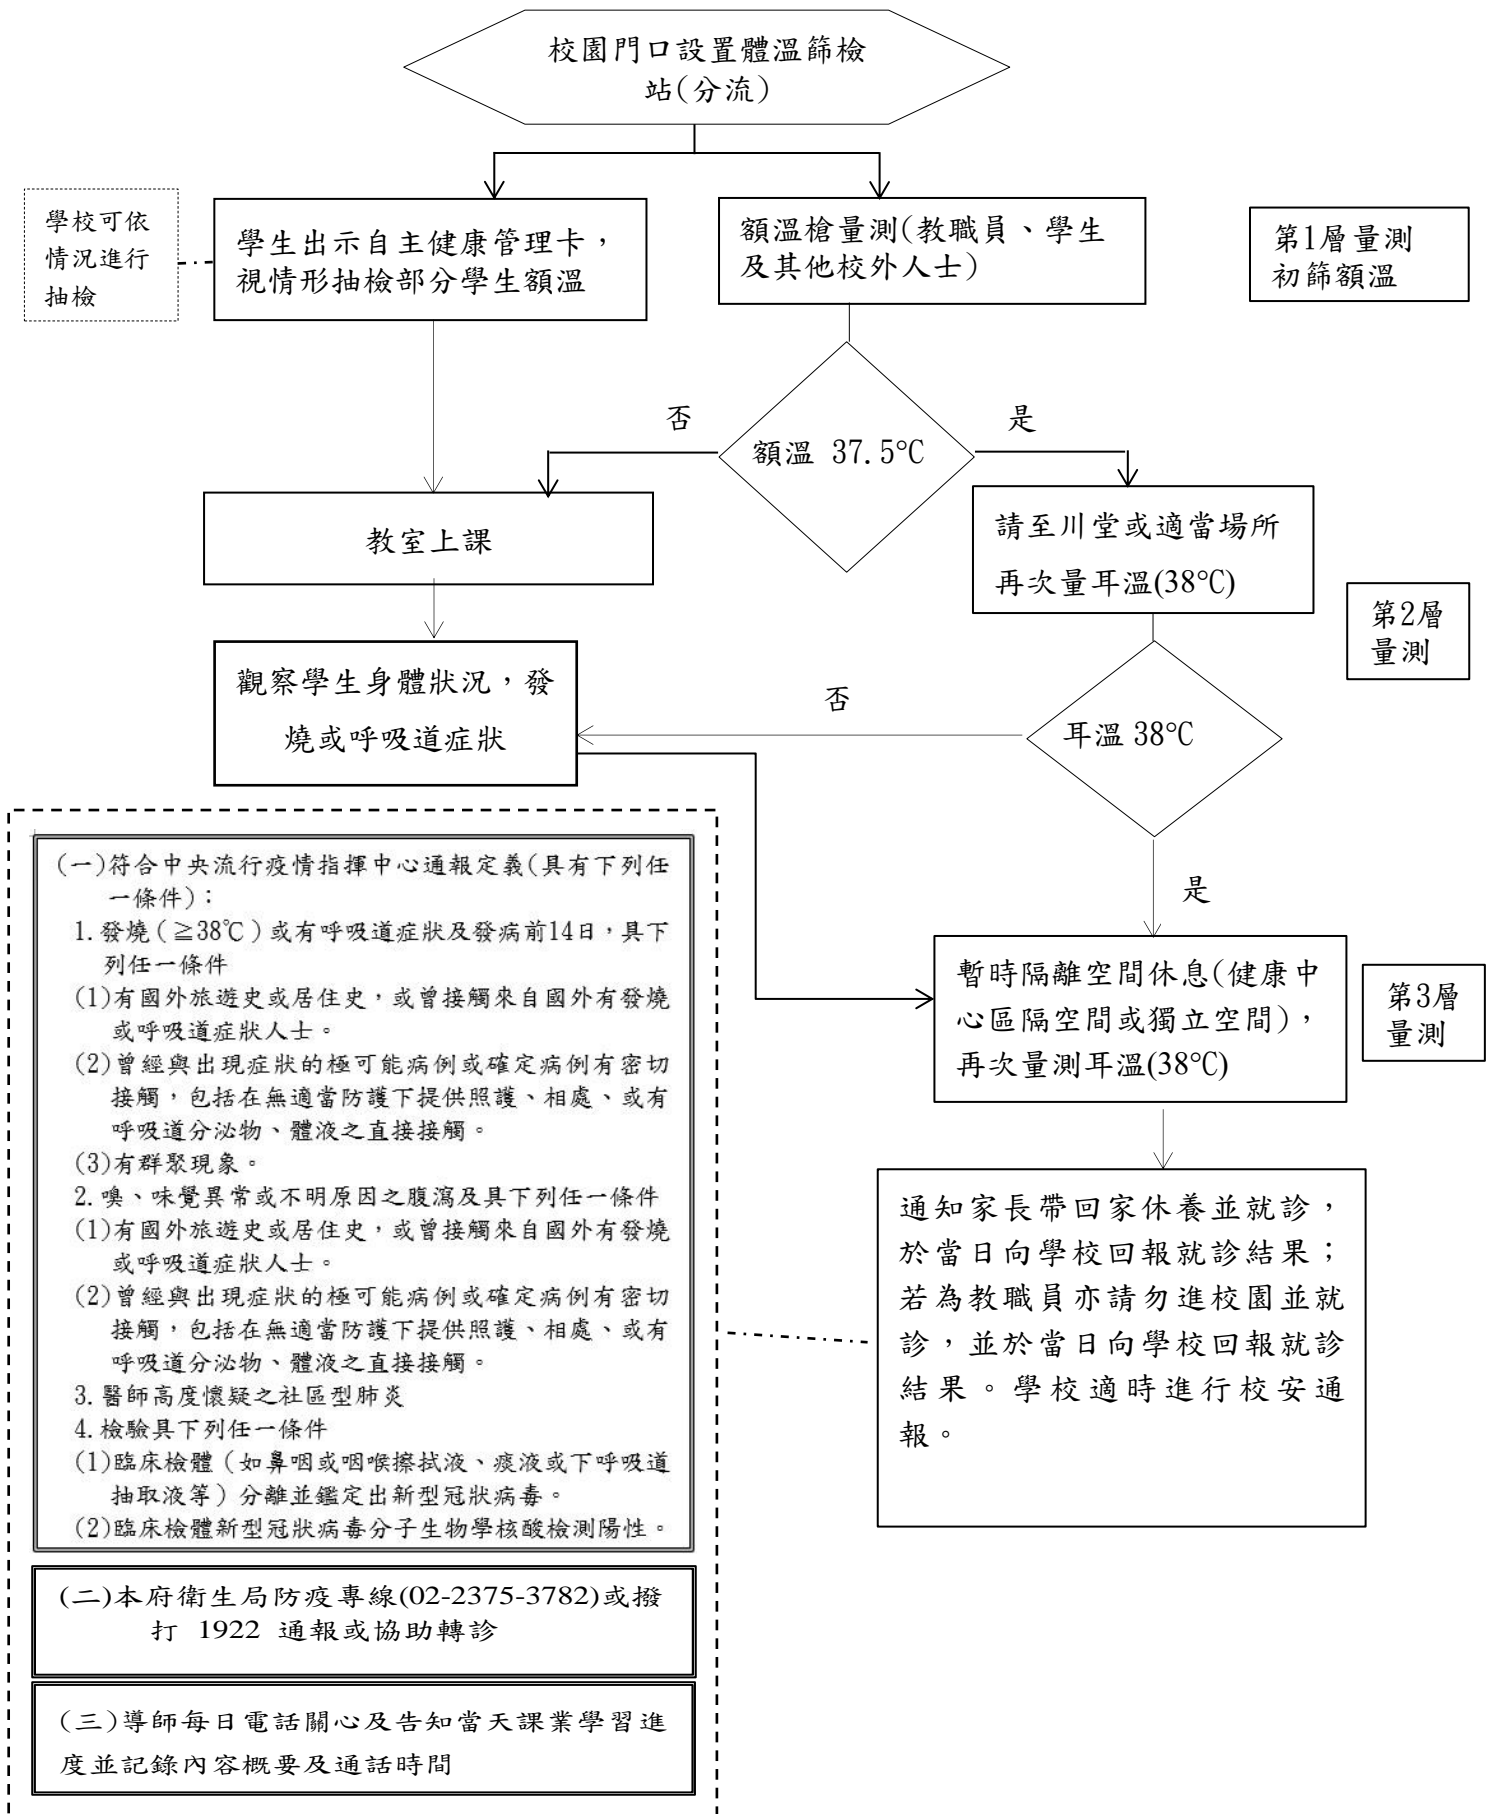 校園門口設置體溫篩檢
站(分流)
學校可依
情況進行
抽檢
學生出示自主健康管理卡，
視情形抽檢部分學生額溫
額溫槍量測(教職員、學生
及其他校外人士)
第1層量測
初篩額溫
否
額溫 37.5°C
是
教室上課
請至川堂或適當場所
再次量耳溫(38°C)
第2層
量測
觀察學生身體狀況，發
燒或呼吸道症狀
否
耳溫 38°C
是
暫時隔離空間休息(健康中
心區隔空間或獨立空間)，
再次量測耳溫(38°C)
第3層
量測
通知家長帶回家休養並就診，
於當日向學校回報就診結果；
若為教職員亦請勿進校園並就
診，並於當日向學校回報就診
結果。學校適時進行校安通
報。
(一)符合中央流行疫情指揮中心通報定義(具有下列任
一條件)：
1.發燒（≧38℃）或有呼吸道症狀及發病前14日，具下
列任一條件
(1)有國外旅遊史或居住史，或曾接觸來自國外有發燒
或呼吸道症狀人士。
(2)曾經與出現症狀的極可能病例或確定病例有密切
接觸，包括在無適當防護下提供照護、相處、或有
呼吸道分泌物、體液之直接接觸。
(3)有群聚現象。
2.嗅、味覺異常或不明原因之腹瀉及具下列任一條件
(1)有國外旅遊史或居住史，或曾接觸來自國外有發燒
或呼吸道症狀人士。
(2)曾經與出現症狀的極可能病例或確定病例有密切
接觸，包括在無適當防護下提供照護、相處、或有
呼吸道分泌物、體液之直接接觸。
3.醫師高度懷疑之社區型肺炎
4.檢驗具下列任一條件
(1)臨床檢體（如鼻咽或咽喉擦拭液、痰液或下呼吸道
抽取液等）分離並鑑定出新型冠狀病毒。
(2)臨床檢體新型冠狀病毒分子生物學核酸檢測陽性。
(二)本府衛生局防疫專線(02-2375-3782)或撥
打 1922 通報或協助轉診
(三)導師每日電話關心及告知當天課業學習進
度並記錄內容概要及通話時間